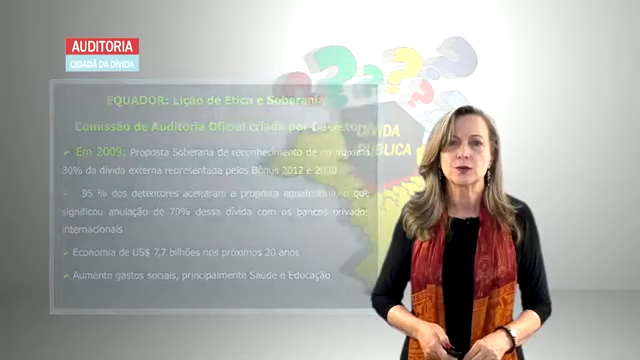 AUDITORIA
CIDADÃ DA DÍVIDA
EQUADOR: Lição de Ética e Soberania
Comissão de Auditoria Oficial criada por Decreto
Em 2009: Proposta Soberana de reconhecimento de no máximo
30% da dívida externa representada pelos Bônus 2012 e 2030
95 % dos detentores aceitaram a proposta equatoriana, o que
significou anulação de 70% dessa dívida com os bancos privados
internacionais
Economia de US$ 7,7 bilhões nos próximos 20 anos
Aumento gastos sociais, principalmente Saúde e Educação
DÍVIDA
PÚBLICA